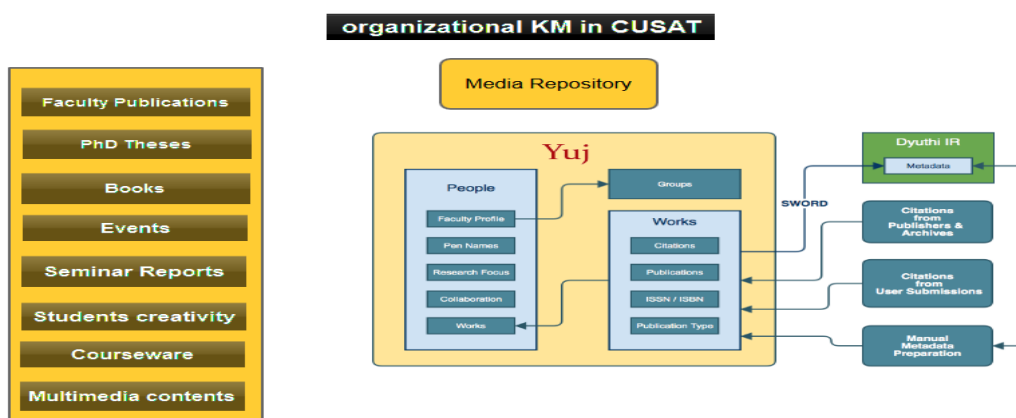 organizational KM in CUSAT
Media Repository
Faculty Publications
PhD Theses
Books
Events
Seminar Reports
Students creativity
Courseware
Multimedia contents
Yuj
People
Faculty Profile
Pen Names
Research Focus
Collaboration
Works
Groups
Works
Citations
Publications
ISSN / ISBN
Publication Type
SWORD
Dyuthi IR
Metadata
Citations
from
Publishers &
Archives
Citations
from
User Submissions
Manual
Metadata
Preparation